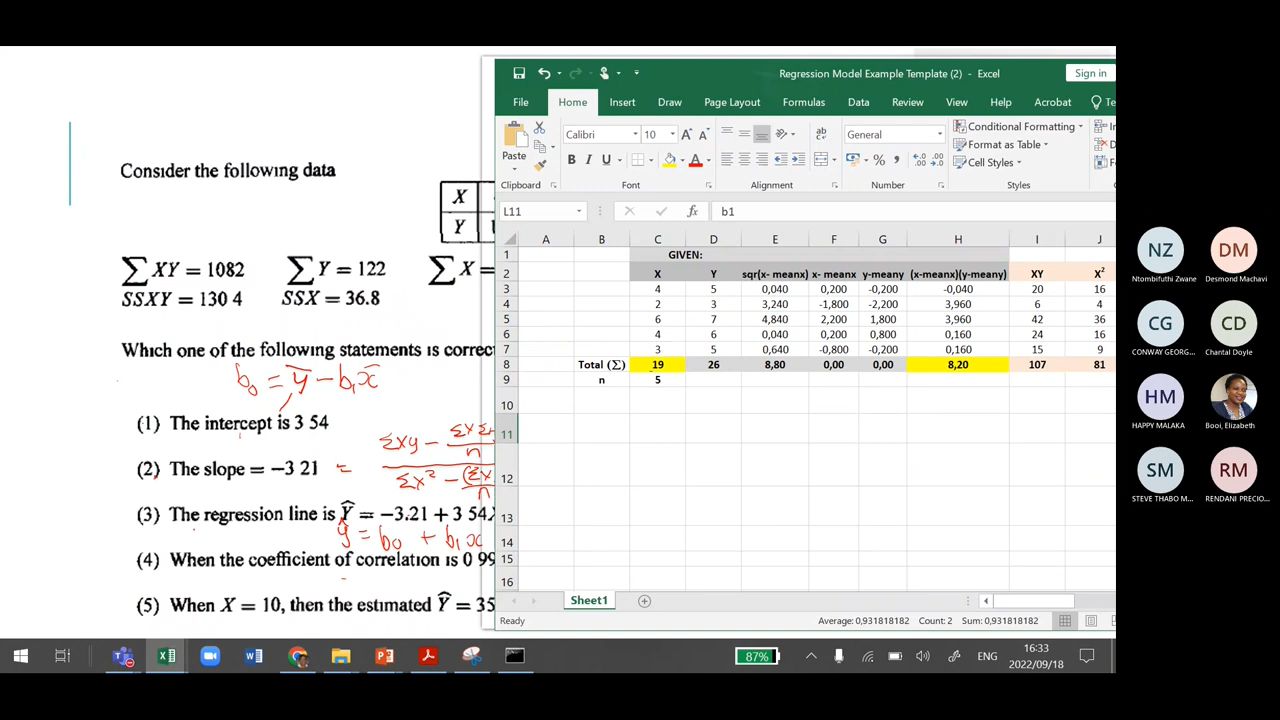 Regression Model Example Template (2) - Excel
Sign in
File Home Insert Draw Page Layout Formulas Data Review View Help Acrobat Te
Paste
Calibri 10
B I U
General
Conditional Formatting
Format as Table
Cell Styles
Clipboard Font Alignment Number Styles
L11 fx b1
A B C D E F G H I J
1 GIVEN:
2 X Y sqr(x- meanx) x- meanx y-meany (x-meanx)(y-meany) XY X²
3 4 5 0,040 0,200 -0,200 -0,040 20 16
4 2 3 3,240 -1,800 -2,200 3,960 6 4
5 6 7 4,840 2,200 1,800 3,960 42 36
6 4 6 0,040 0,200 0,800 0,160 24 16
7 3 5 0,640 -0,800 -0,200 0,160 15 9
8 Total (Σ) 19 26 8,80 0,00 0,00 8,20 107 81
9 n 5
10
11
12
13
14
15
16
Sheet1
Ready Average: 0,931818182 Count: 2 Sum: 0,931818182
Consider the following data
X
Y
∑XY = 1082 ∑Y = 122 ∑X =
SSXY = 130 4 SSX = 36.8
Which one of the following statements is correc
b₀ = ȳ - b₁x̄
(1) The intercept is 3 54
(2) The slope = -3 21
= Σxy - Σx Σ
n
Σx² - (Σx
n
(3) The regression line is Ŷ = -3.21 + 3 54
ŷ = b₀ + b₁x
(4) When the coefficient of correlation is 0 99
(5) When X = 10, then the estimated Ŷ = 35
NZ
Ntombifuthi Zwane
DM
Desmond Machavi
CG
CONWAY GEORG...
CD
Chantal Doyle
HM
HAPPY MALAKA
Booi, Elizabeth
SM
STEVE THABO M...
RM
RENDANI PRECIO...
87%
ENG
16:33
2022/09/18